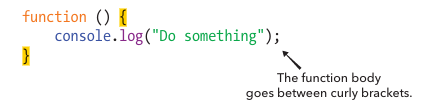 function () {
    console.log("Do something");
}
The function body
goes between curly brackets.